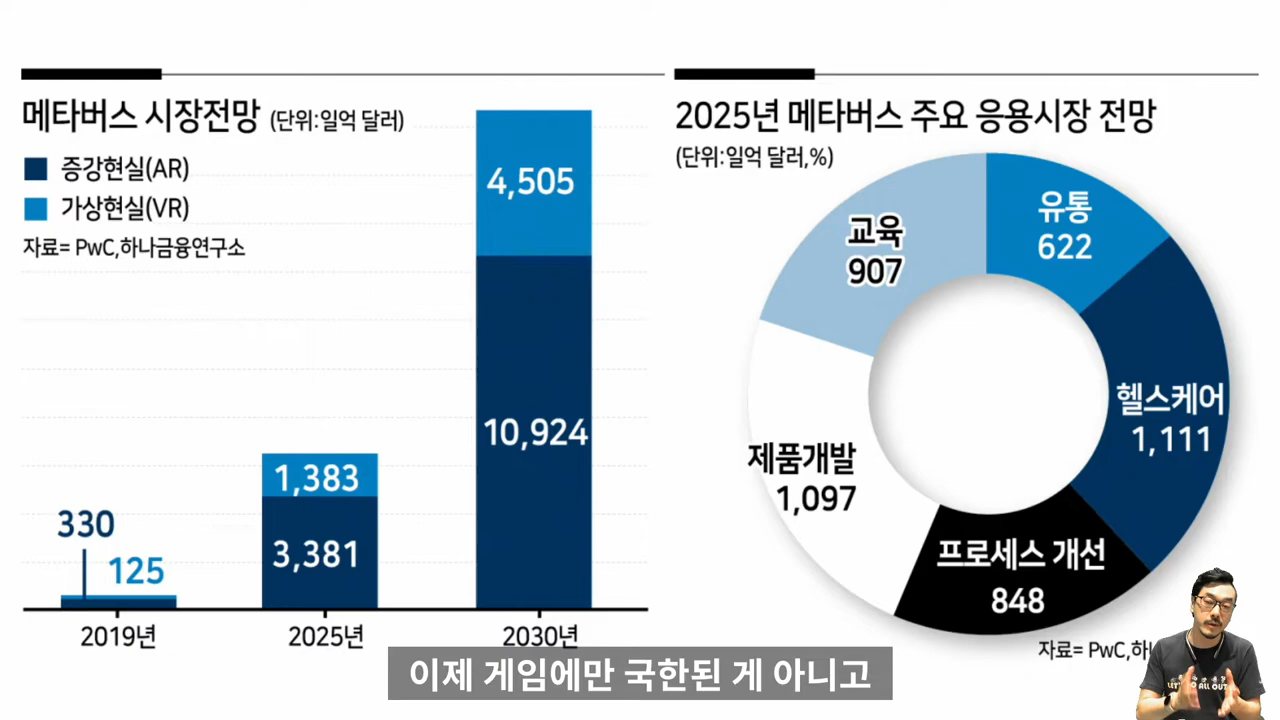 메타버스 시장전망 (단위:일억 달러)
증강현실(AR)
가상현실(VR)
자료= PwC,하나금융연구소
330
125
1,383
3,381
4,505
10,924
2019년
2025년
2030년
2025년 메타버스 주요 응용시장 전망
(단위:일억 달러,%)
유통
622
헬스케어
1,111
프로세스 개선
848
제품개발
1,097
교육
907
자료= PwC,하
이제 게임에만 국한된 게 아니고
ALL OUT